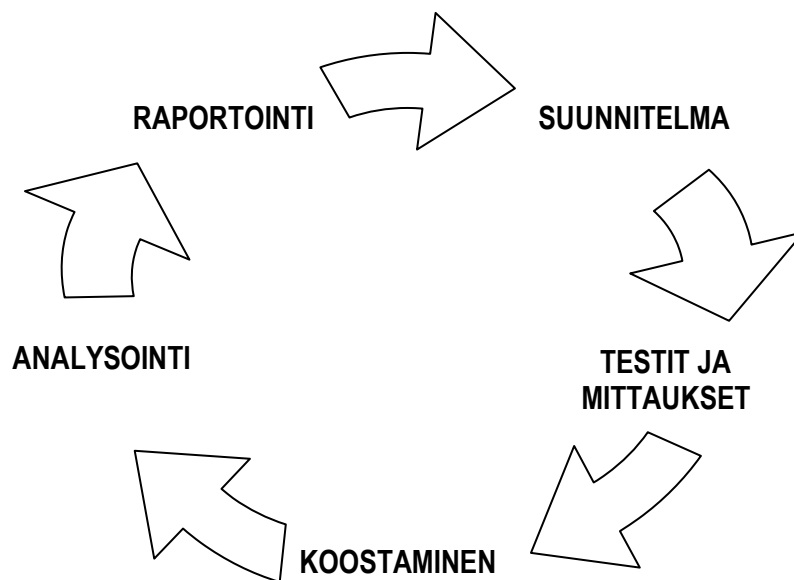 RAPORTOINTI
SUUNNITELMA
ANALYSOINTI
TESTIT JA
MITTAUKSET
KOOSTAMINEN